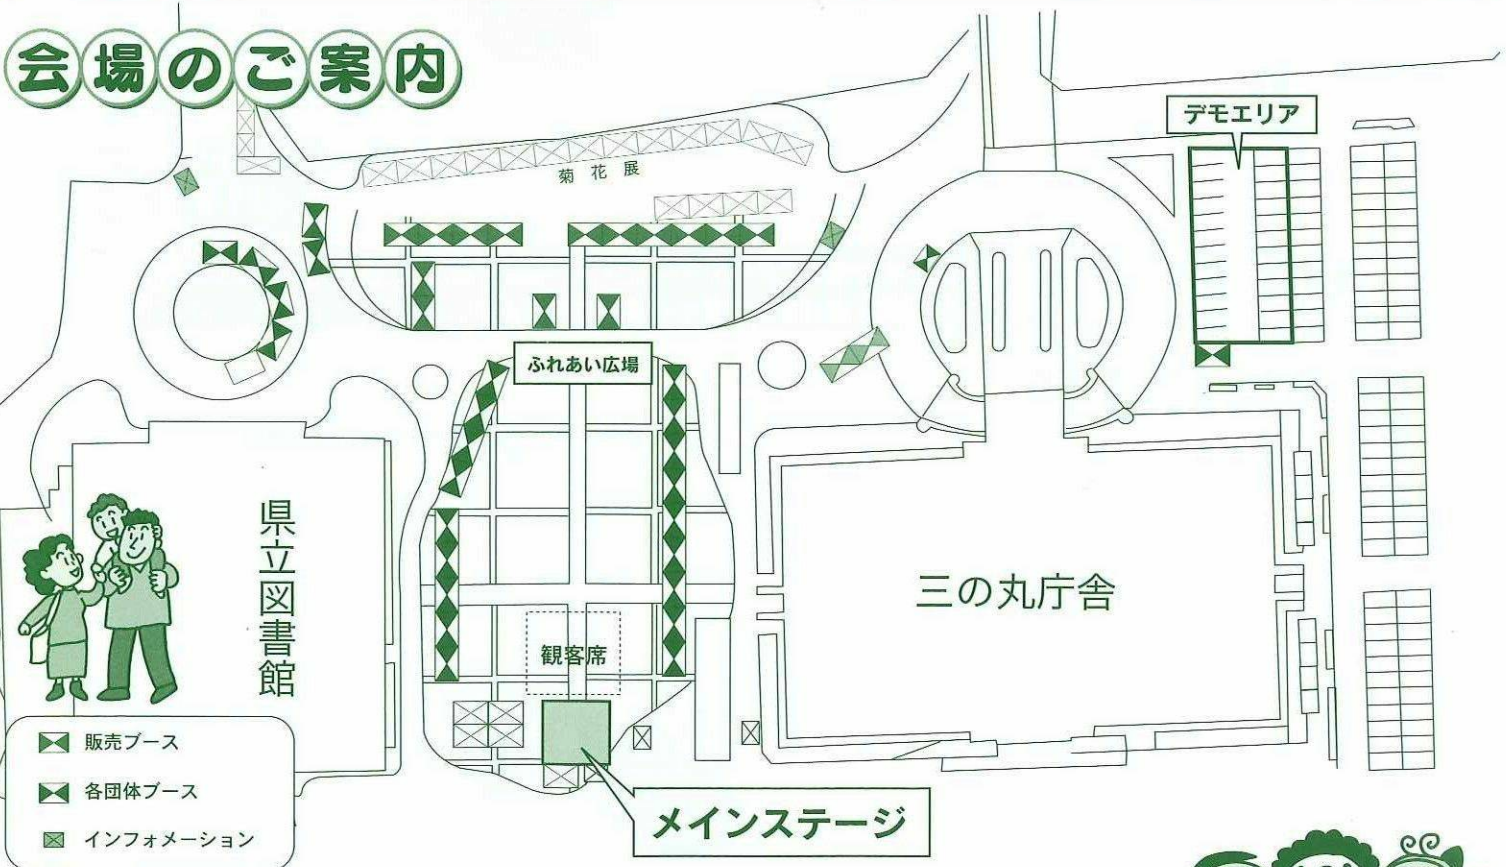 会場のご案内
デモエリア
菊花展
ふれあい広場
県立図書館
三の丸庁舎
観客席
メインステージ
販売ブース
各団体ブース
インフォメーション